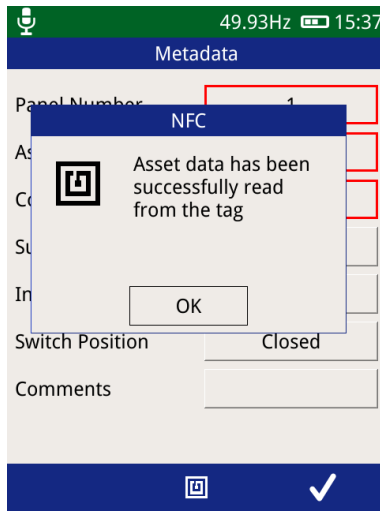 49.93Hz 15:37
Metadata
Panel Number 1
NFC
Asset data has been
successfully read
from the tag
OK
Switch Position Closed
Comments